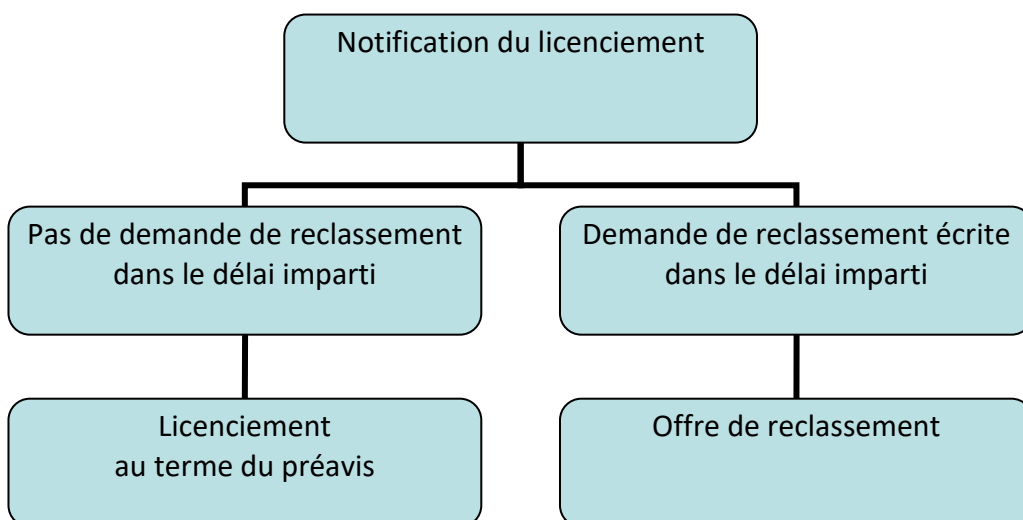 Notification du licenciement
Pas de demande de reclassement
dans le délai imparti
Demande de reclassement écrite
dans le délai imparti
Licenciement
au terme du préavis
Offre de reclassement